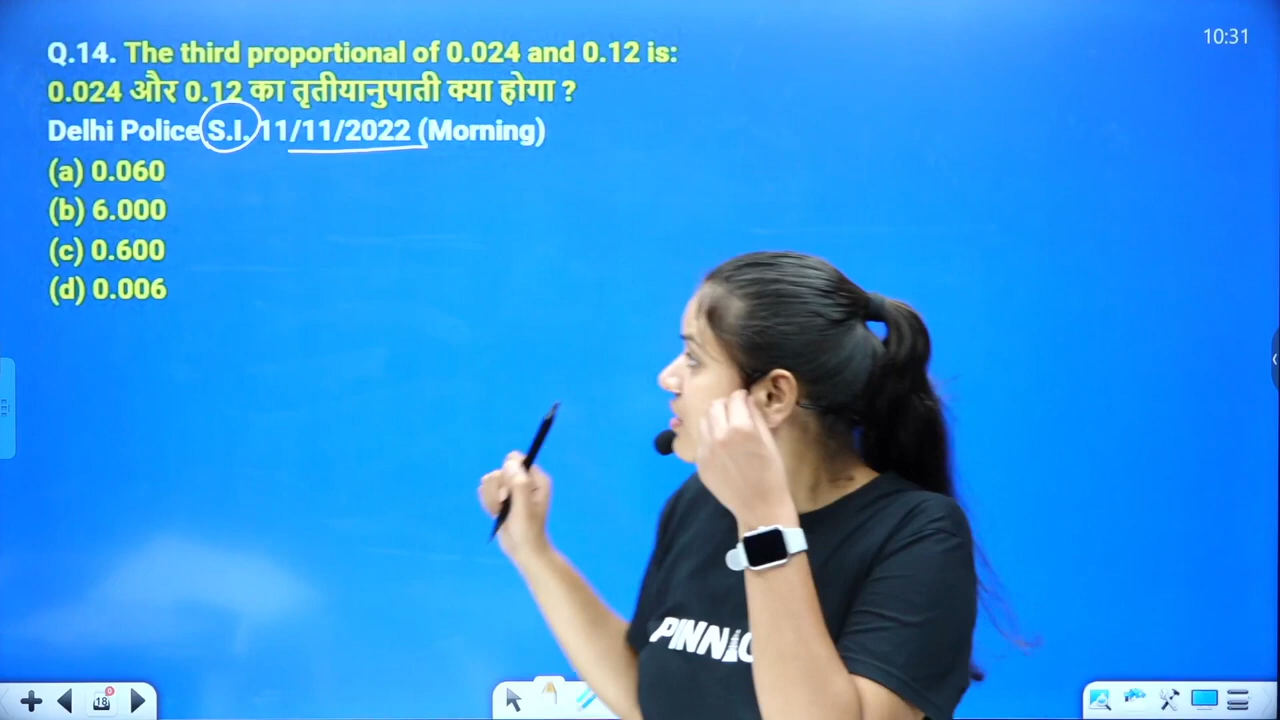 Q.14. The third proportional of 0.024 and 0.12 is:
0.024 और 0.12 का तृतीयानुपाती क्या होगा ?
Delhi Police S.I. 11/11/2022 (Morning)
(a) 0.060
(b) 6.000
(c) 0.600
(d) 0.006
10:31
18